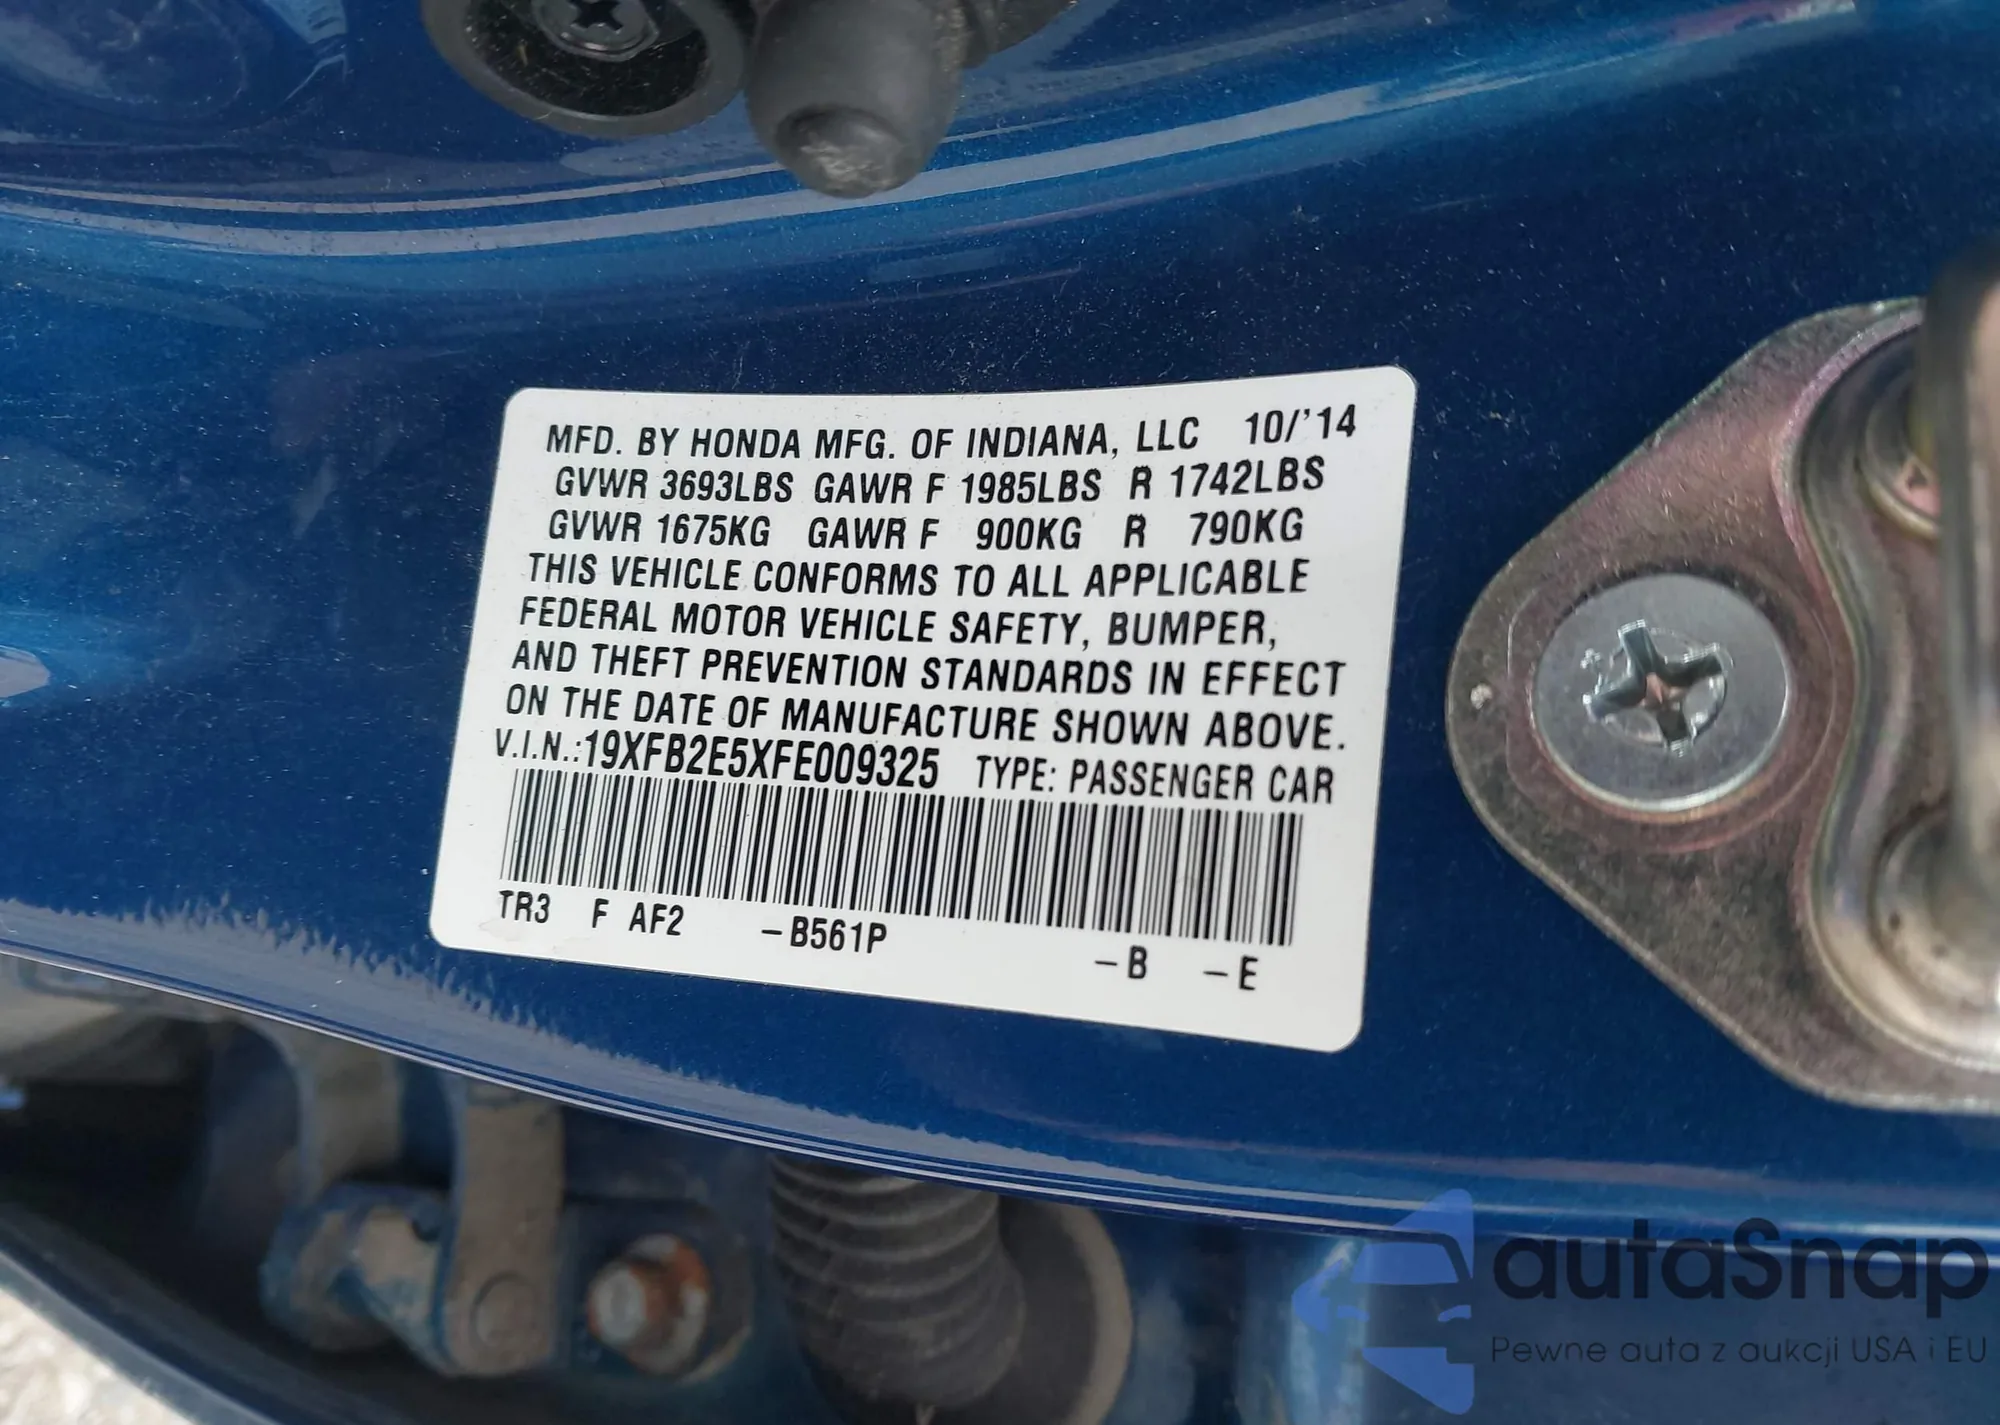 MFD. BY HONDA MFG. OF INDIANA, LLC 10/'14
GVWR 3693LBS GAWR F 1985LBS R 1742LBS
GVWR 1675KG GAWR F 900KG R 790KG
THIS VEHICLE CONFORMS TO ALL APPLICABLE
FEDERAL MOTOR VEHICLE SAFETY, BUMPER,
AND THEFT PREVENTION STANDARDS IN EFFECT
ON THE DATE OF MANUFACTURE SHOWN ABOVE.
V.I.N.:19XFB2E5XFE009325 TYPE: PASSENGER CAR
TR3 F AF2 -B561P -B -E
autaSnap
Pewne auta z aukcji USA i EU